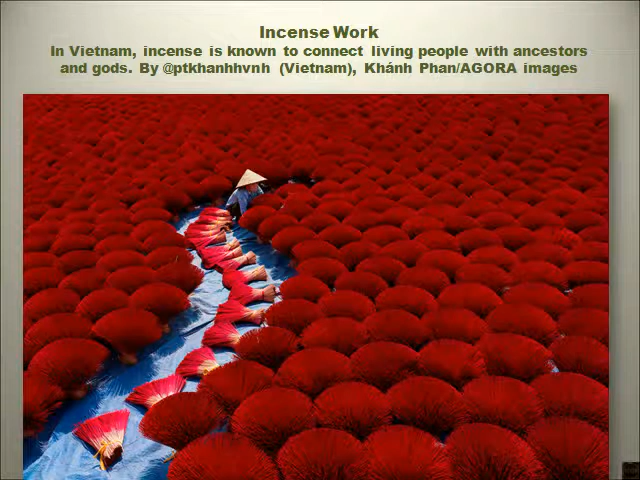 Incense Work
In Vietnam, incense is known to connect living people with ancestors
and gods. By @ptkhanhhvnh (Vietnam), Khánh Phan/AGORA images